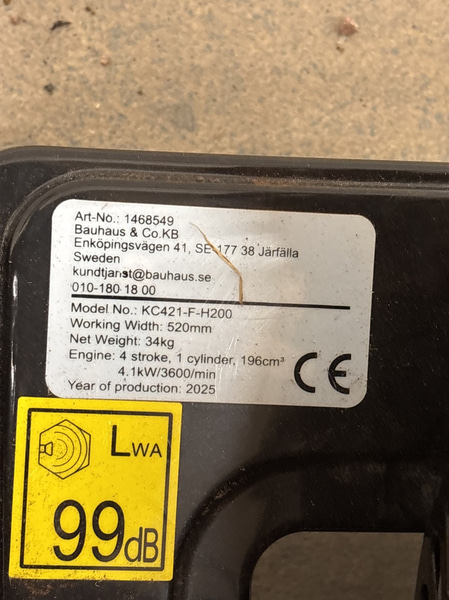 Art-No.: 1468549
Bauhaus & Co.KB
Enköpingsvägen 41, SE-177 38 Järfälla
Sweden
kundtjanst@bauhaus.se
010-180 18 00
Model No.: KC421-F-H200
Working Width: 520mm
Net Weight: 34kg
Engine: 4 stroke, 1 cylinder, 196cm³
4.1kW/3600/min
Year of production: 2025
CE
LWA
99dB